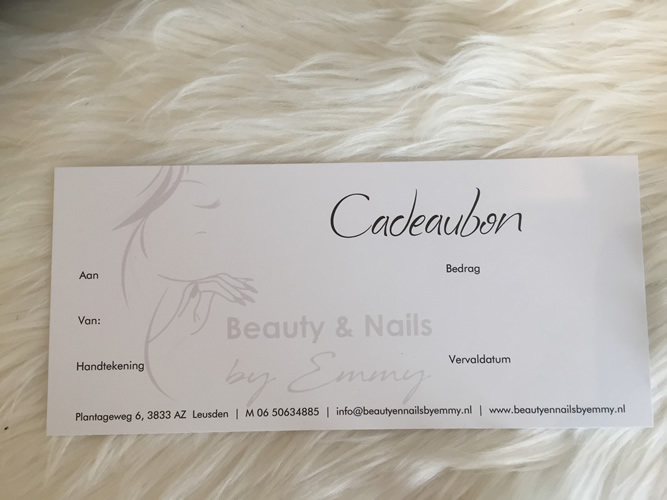 Cadeaubon
Aan
Bedrag
Van:
Beauty & Nails
Handtekening
by Emmy
Vervaldatum
Plantageweg 6, 3833 AZ Leusden | M 06 50634885 | info@beautyennailsbyemmy.nl | www.beautyennailsbyemmy.nl